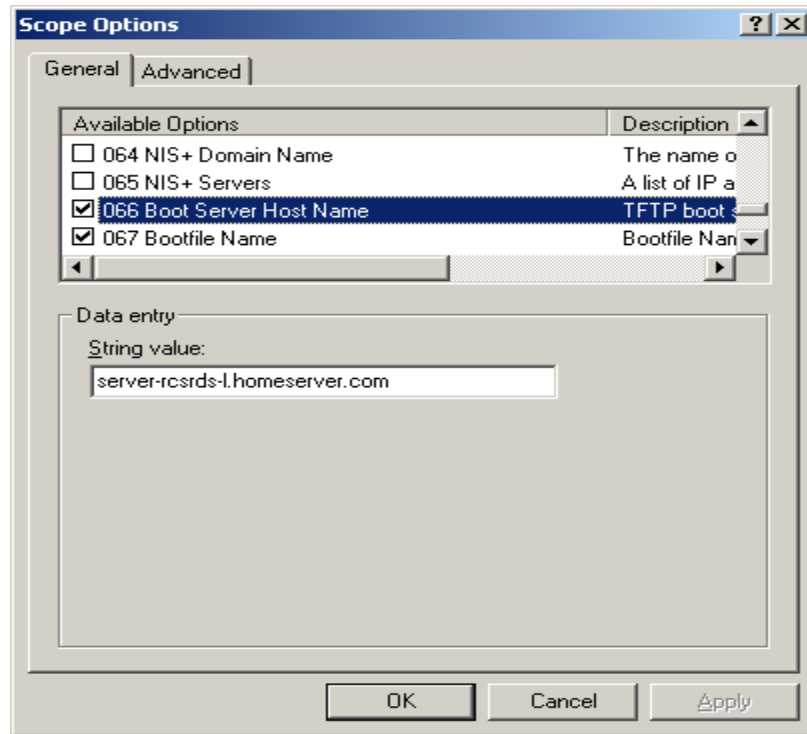 Scope Options
General Advanced
Available Options Description
064 NIS+ Domain Name The name o
065 NIS+ Servers A list of IP a
066 Boot Server Host Name TFTP boot s
067 Bootfile Name Bootfile Nan
Data entry
String value:
server-rcsrds-l.homeserver.com
OK Cancel Apply